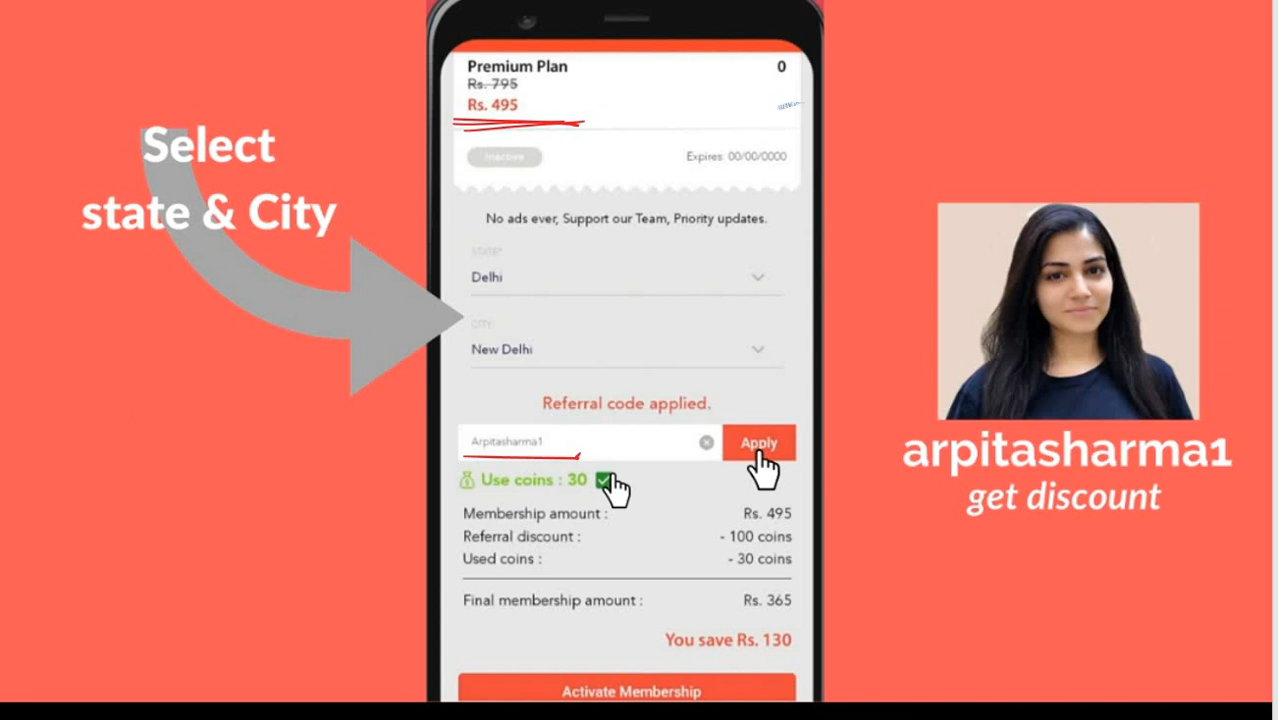 Select
state & City
Premium Plan 0
Rs. 795
Rs. 495
Inactive Expires: 00/00/0000
No ads ever, Support our Team, Priority updates.
STATE*
Delhi
CITY
New Delhi
Referral code applied.
Arpitasharma1 Apply
Use coins : 30
Membership amount : Rs. 495
Referral discount : - 100 coins
Used coins : - 30 coins
Final membership amount : Rs. 365
You save Rs. 130
Activate Membership
arpitasharma1
get discount